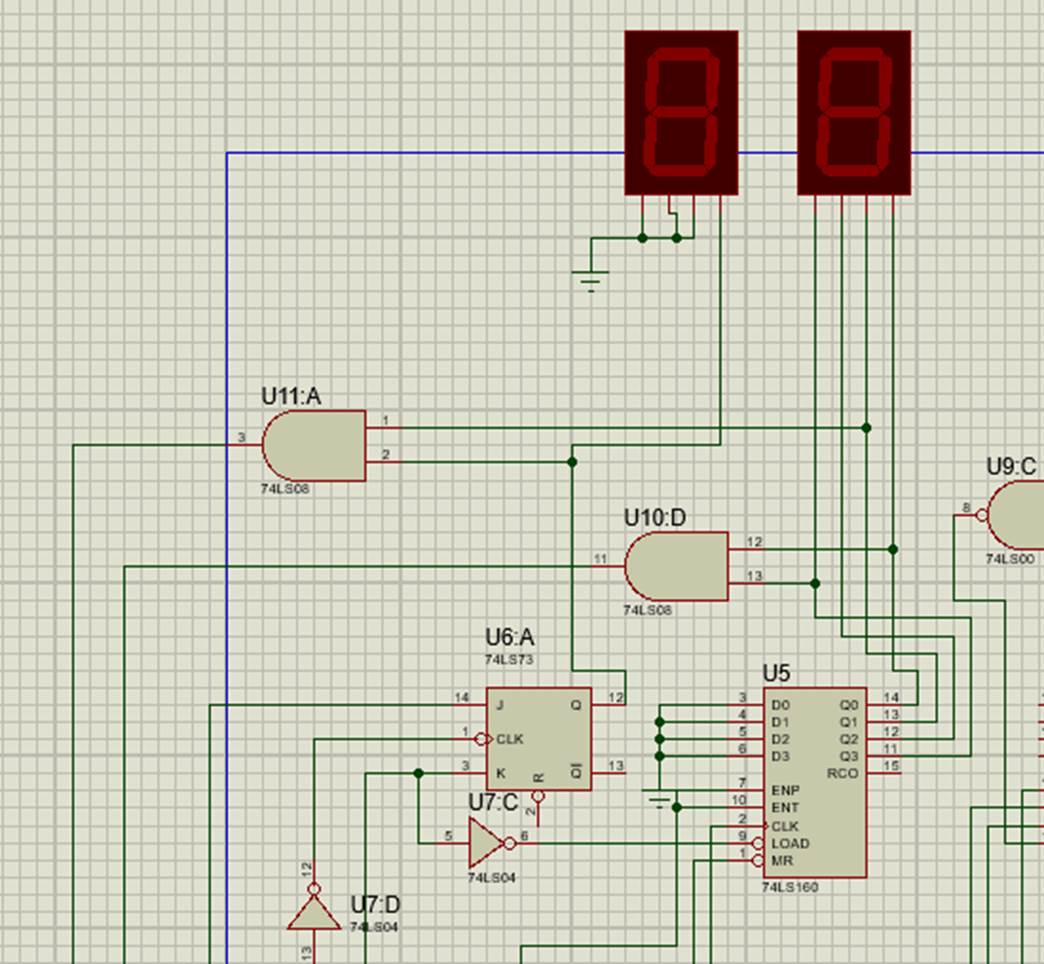 U11:A
3
1
2
74LS08
U9:C
8
74LS00
U10:D
11
12
13
74LS08
U6:A
74LS73
14 J Q 12
1 CLK
3 K Q 13
R
2
U5
3 D0 Q0 14
4 D1 Q1 13
5 D2 Q2 12
6 D3 Q3 11
RCO 15
7 ENP
10 ENT
2 CLK
9 LOAD
1 MR
74LS160
U7:C
5 6
74LS04
12
U7:D
74LS04
13